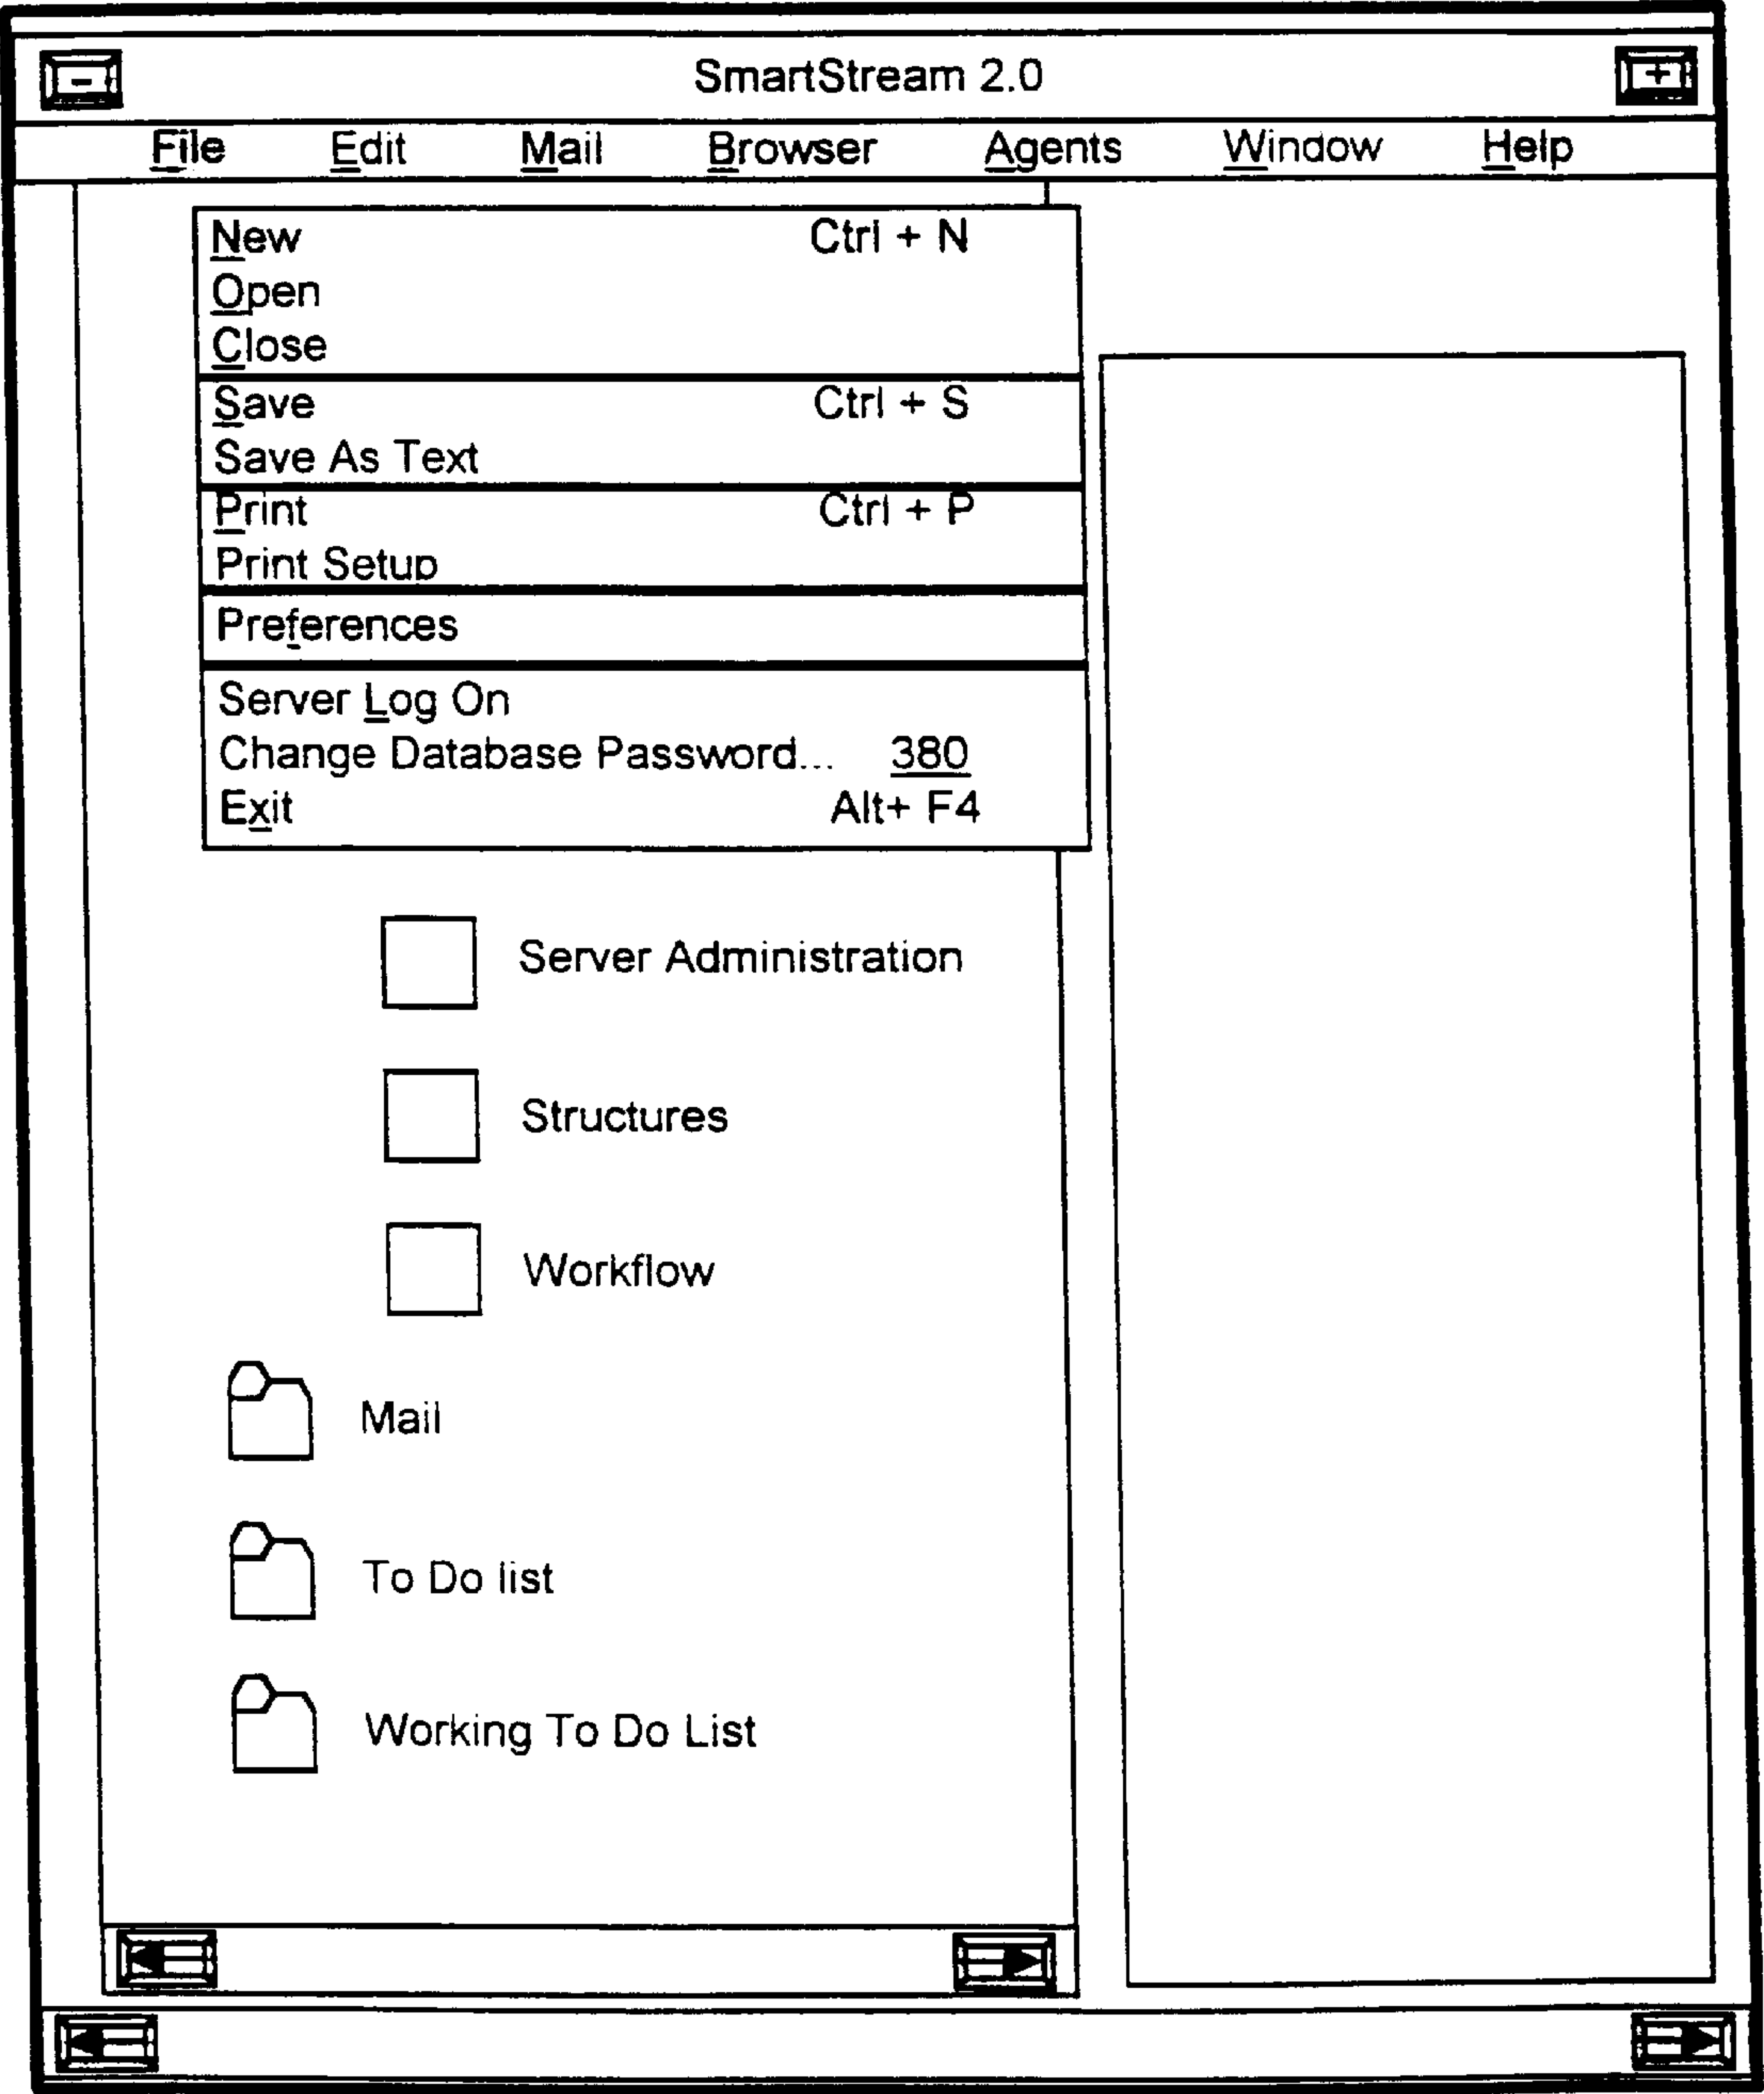 SmartStream 2.0
File Edit Mail Browser Agents Window Help
New Ctrl + N
Open
Close
Save Ctrl + S
Save As Text
Print Ctrl + P
Print Setup
Preferences
Server Log On
Change Database Password... 380
Exit Alt+ F4
Server Administration
Structures
Workflow
Mail
To Do list
Working To Do List